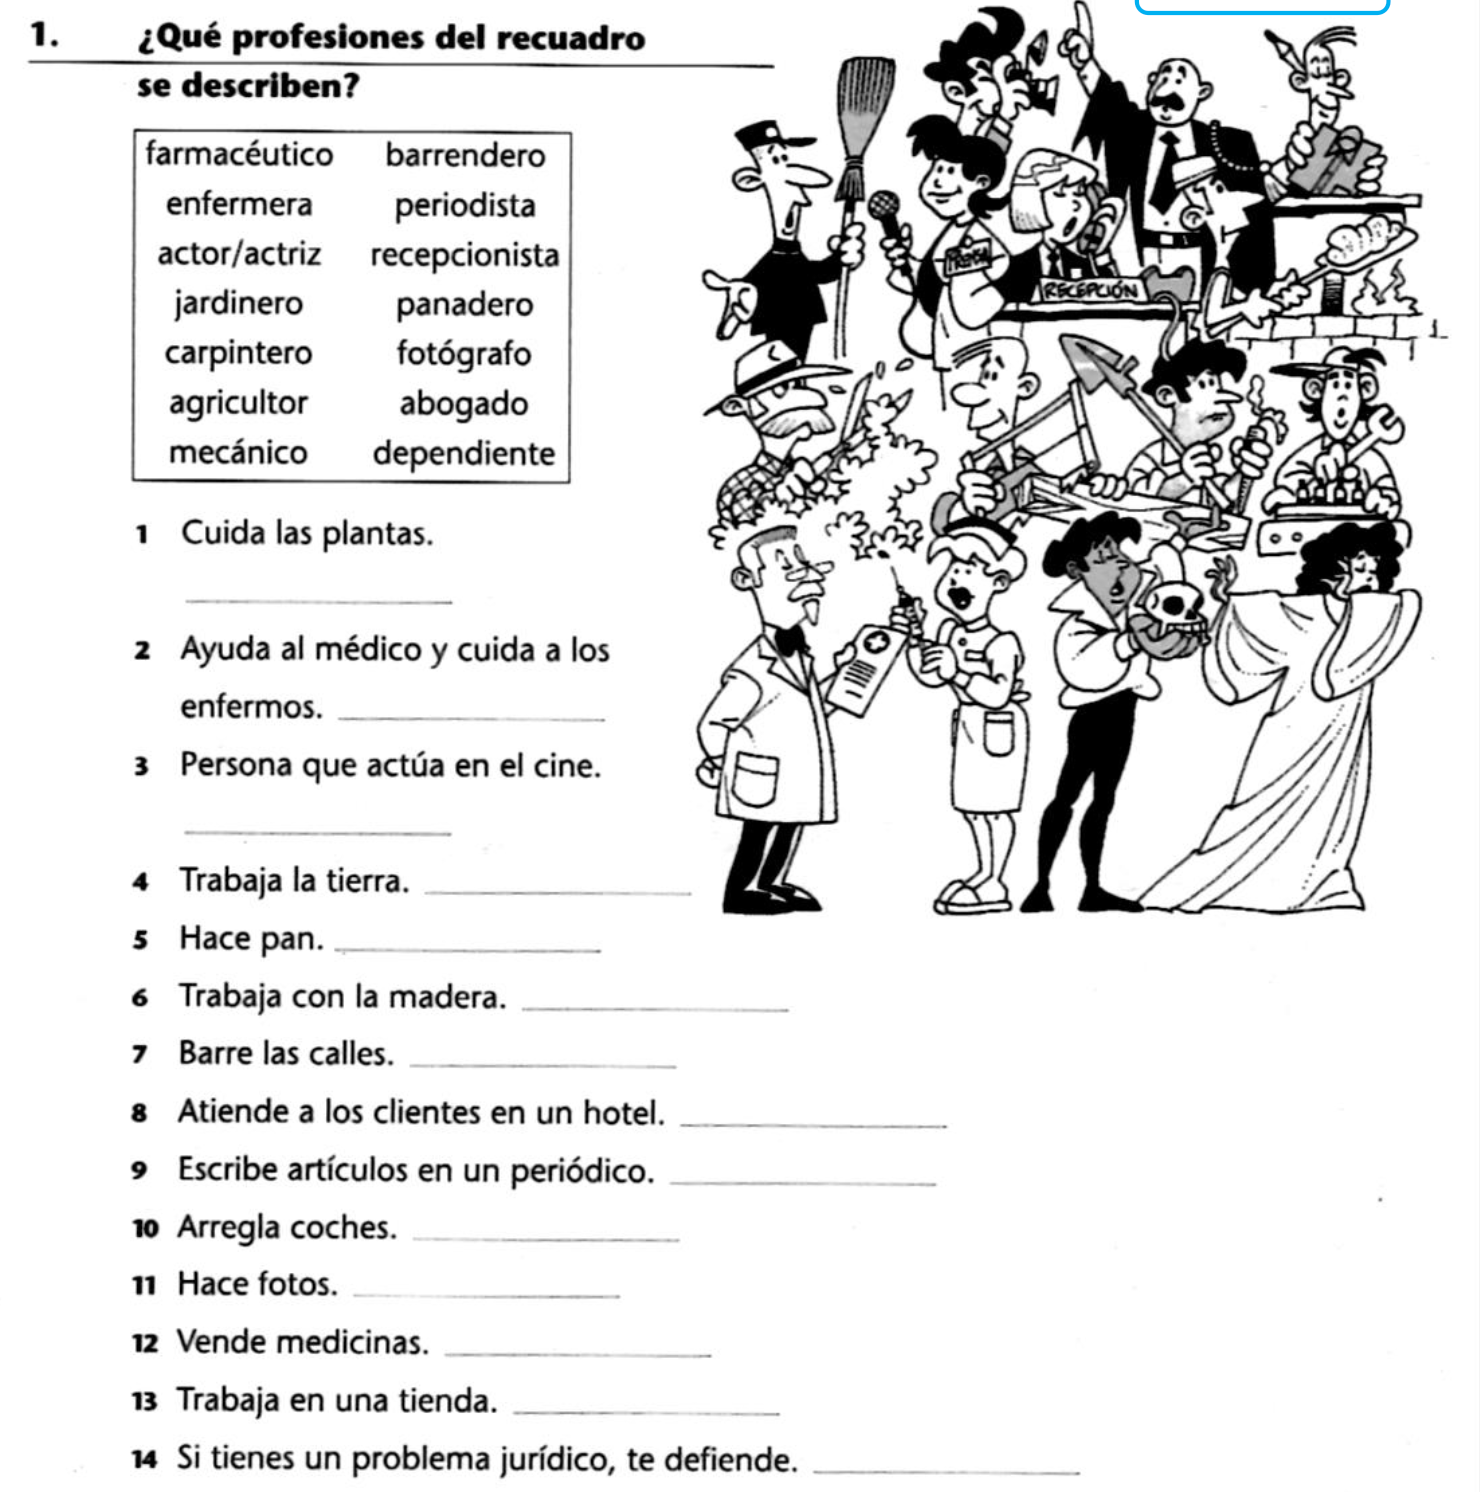 1. ¿Qué profesiones del recuadro
se describen?
farmacéutico barrendero
enfermera periodista
actor/actriz recepcionista
jardinero panadero
carpintero fotógrafo
agricultor abogado
mecánico dependiente
PRENSA
RECEPCIÓN
1 Cuida las plantas.
2 Ayuda al médico y cuida a los
enfermos.
3 Persona que actúa en el cine.
4 Trabaja la tierra.
5 Hace pan.
6 Trabaja con la madera.
7 Barre las calles.
8 Atiende a los clientes en un hotel.
9 Escribe artículos en un periódico.
10 Arregla coches.
11 Hace fotos.
12 Vende medicinas.
13 Trabaja en una tienda.
14 Si tienes un problema jurídico, te defiende.